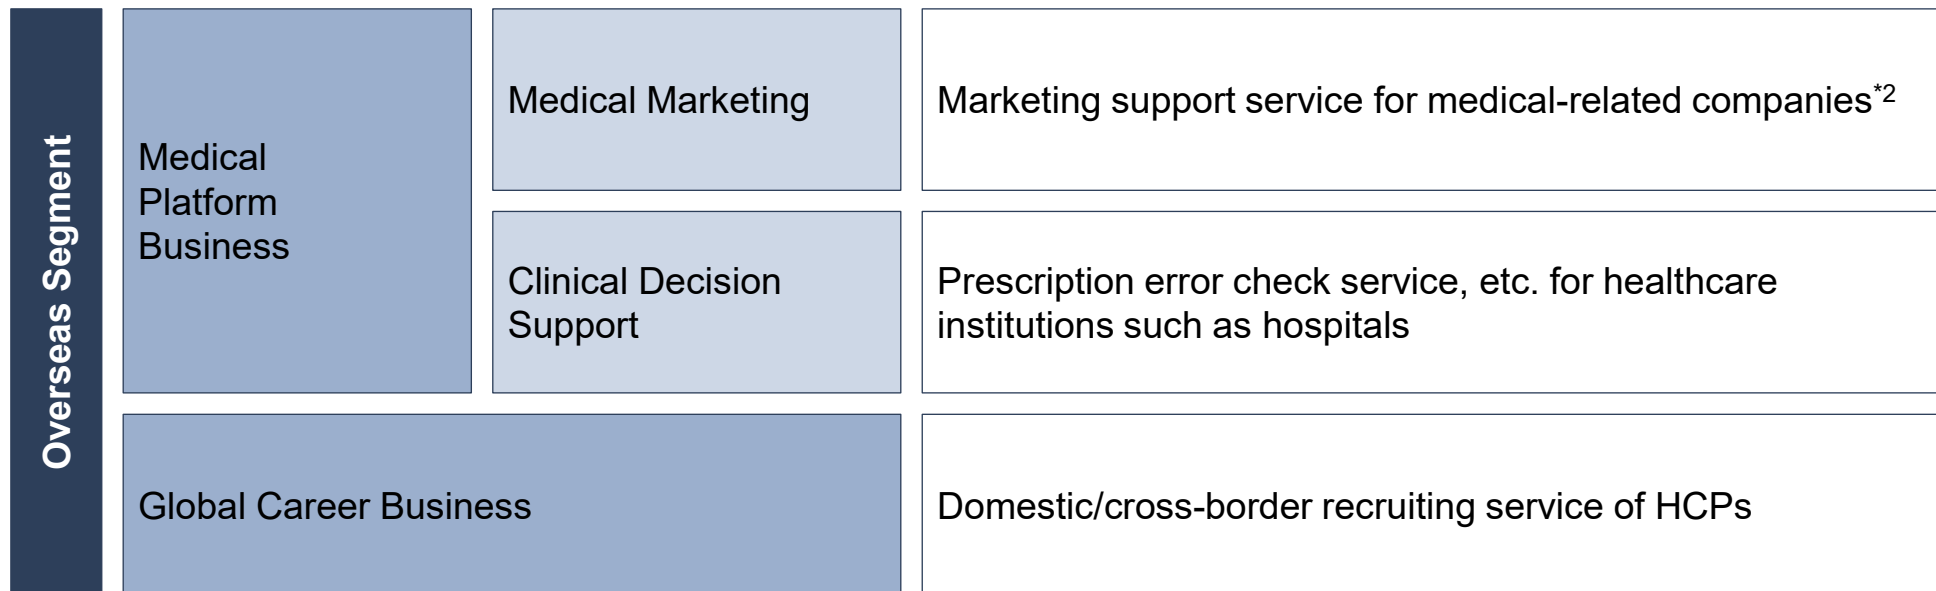 Overseas Segment
Medical
Platform
Business
Medical Marketing
Marketing support service for medical-related companies*2
Clinical Decision
Support
Prescription error check service, etc. for healthcare
institutions such as hospitals
Global Career Business
Domestic/cross-border recruiting service of HCPs